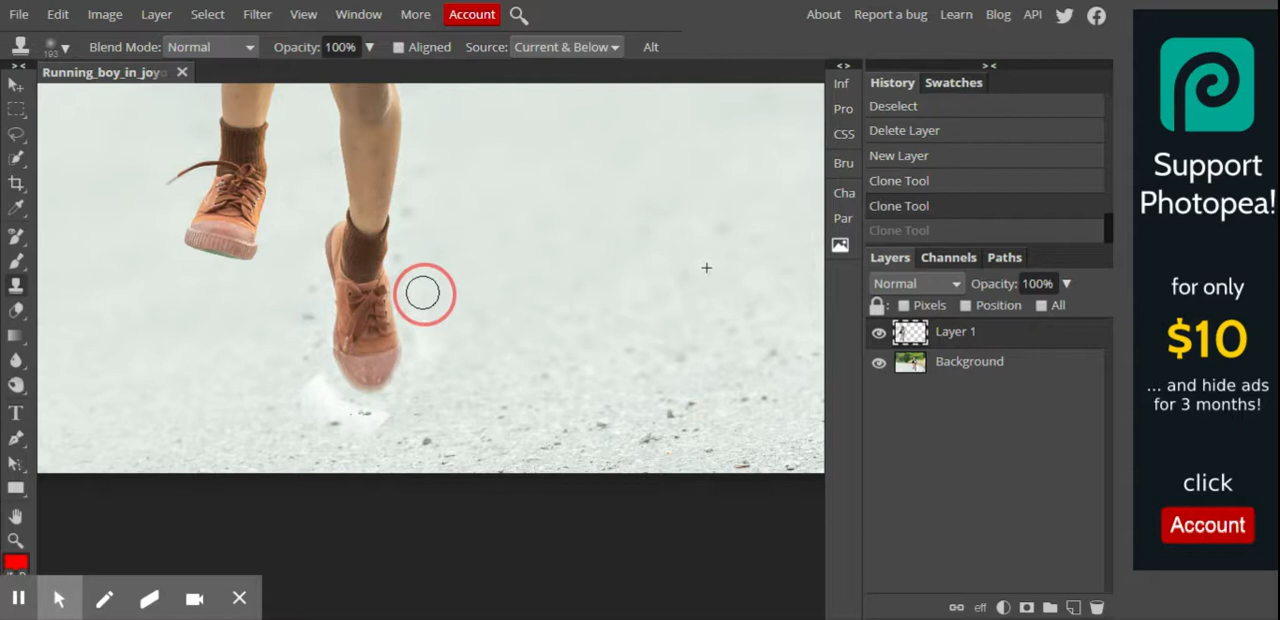 File Edit Image Layer Select Filter View Window More Account About Report a bug Learn Blog API
193 Blend Mode: Normal Opacity: 100% Aligned Source: Current & Below Alt
> < < > > <
Running_boy_in_joyo
Inf
Pro
CSS
Bru
Cha
Par
History Swatches
Deselect
Delete Layer
New Layer
Clone Tool
Clone Tool
Clone Tool
Layers Channels Paths
Normal Opacity: 100%
: Pixels Position All
Layer 1
Background
eff
Support
Photopea!
for only
$10
... and hide ads
for 3 months!
click
Account